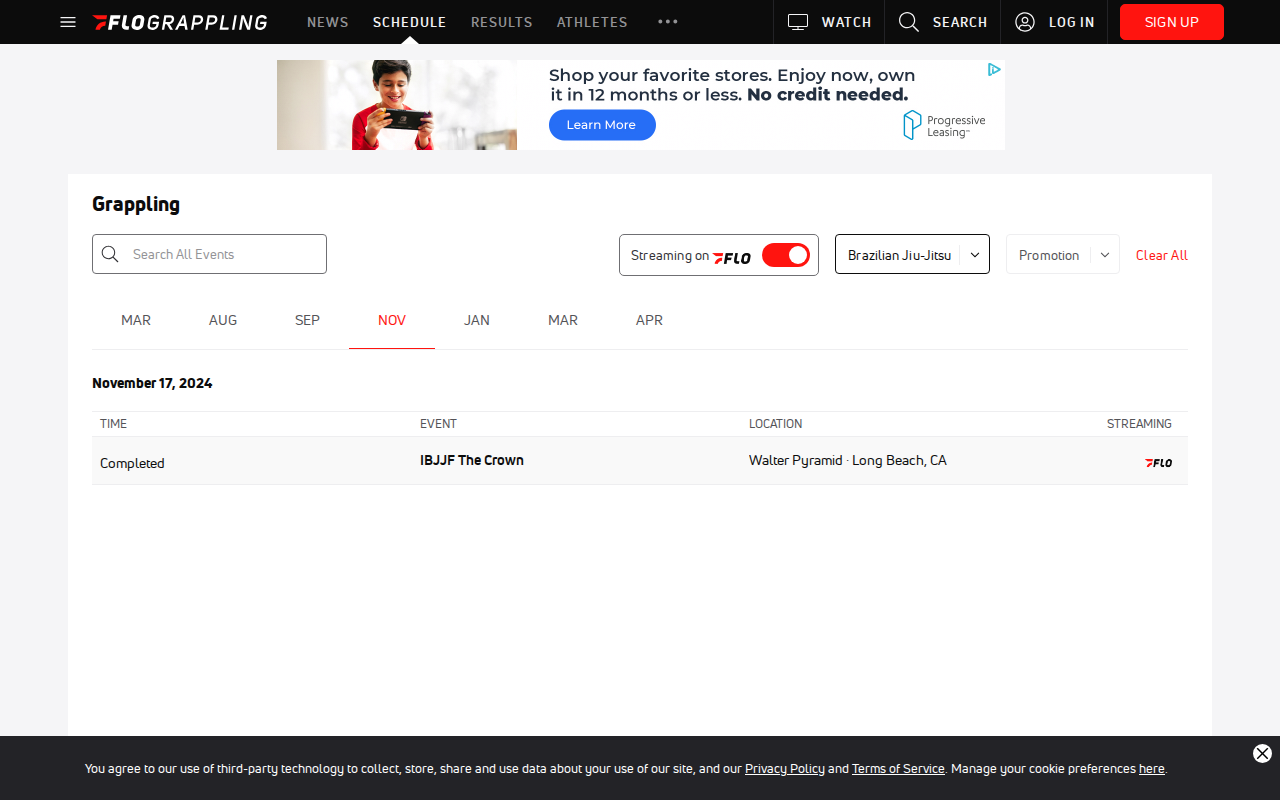 FLOGRAPPLING NEWS SCHEDULE RESULTS ATHLETES WATCH SEARCH LOG IN SIGN UP
Shop your favorite stores. Enjoy now, own
it in 12 months or less. No credit needed.
Learn More
Progressive
Leasing
Grappling
Search All Events
Streaming on FLO
Brazilian Jiu-Jitsu
Promotion
Clear All
MAR AUG SEP NOV JAN MAR APR
November 17, 2024
TIME EVENT LOCATION STREAMING
Completed IBJJF The Crown Walter Pyramid · Long Beach, CA FLO
You agree to our use of third-party technology to collect, store, share and use data about your use of our site, and our Privacy Policy and Terms of Service. Manage your cookie preferences here.